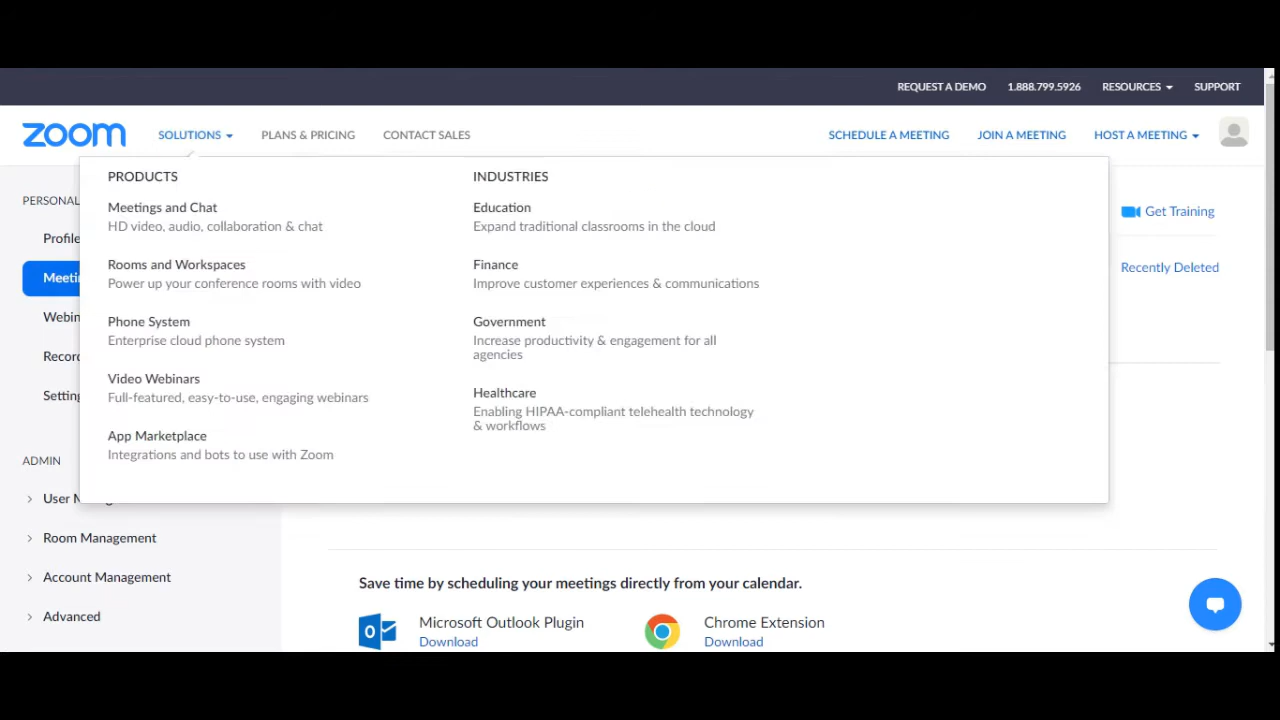 REQUEST A DEMO 1.888.799.5926 RESOURCES SUPPORT
zoom SOLUTIONS PLANS & PRICING CONTACT SALES SCHEDULE A MEETING JOIN A MEETING HOST A MEETING
PERSONAL
Profile
Meeti
Webin
Recor
Setting
ADMIN
User M
Room Management
Account Management
Advanced
PRODUCTS
Meetings and Chat
HD video, audio, collaboration & chat
Rooms and Workspaces
Power up your conference rooms with video
Phone System
Enterprise cloud phone system
Video Webinars
Full-featured, easy-to-use, engaging webinars
App Marketplace
Integrations and bots to use with Zoom
INDUSTRIES
Education
Expand traditional classrooms in the cloud
Finance
Improve customer experiences & communications
Government
Increase productivity & engagement for all
agencies
Healthcare
Enabling HIPAA-compliant telehealth technology
& workflows
Get Training
Recently Deleted
Save time by scheduling your meetings directly from your calendar.
Microsoft Outlook Plugin
Download
Chrome Extension
Download